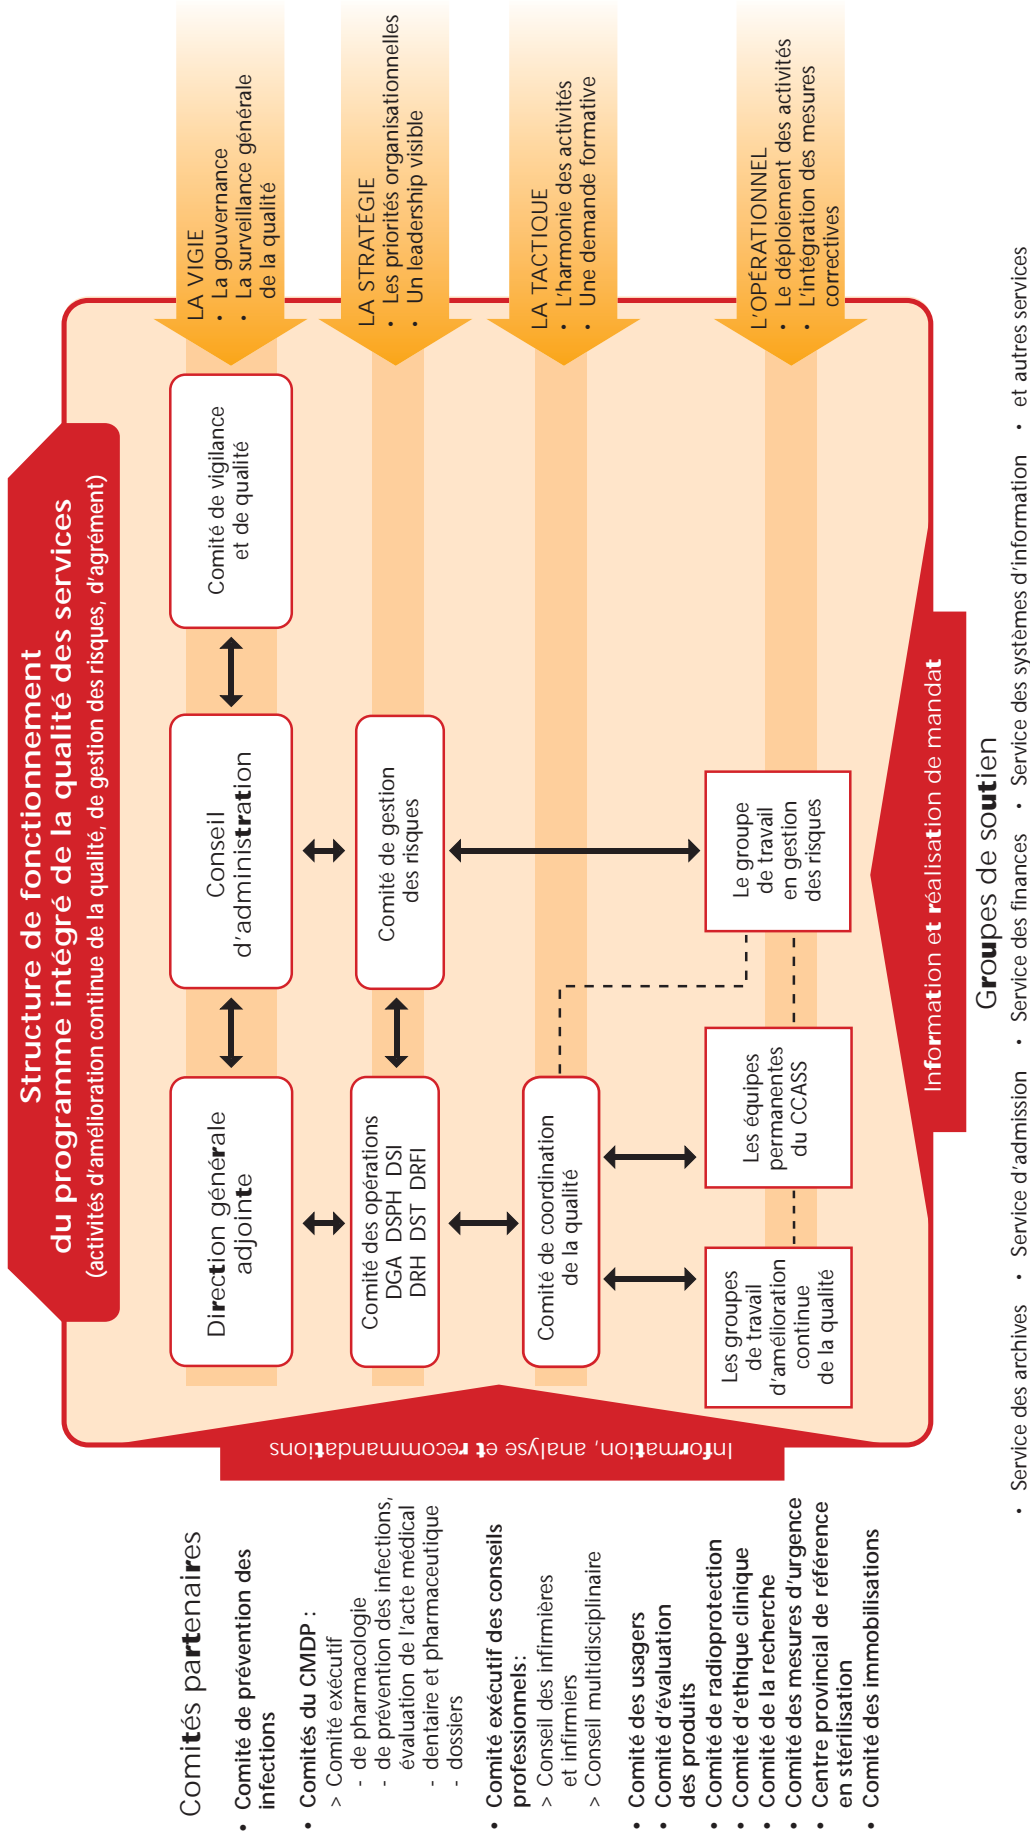 Structure de fonctionnement
du programme intégré de la qualité des services
(activités d'amélioration continue de la qualité, de gestion des risques, d'agrément)
Comités partenaires
• Comité de prévention des
infections
• Comités du CMDP :
> Comité exécutif
- de pharmacologie
- de prévention des infections,
évaluation de l'acte médical
- dentaire et pharmaceutique
- dossiers
• Comité exécutif des conseils
professionnels:
> Conseil des infirmières
et infirmiers
> Conseil multidisciplinaire
• Comité des usagers
• Comité d'évaluation
des produits
• Comité de radioprotection
• Comité d'ethique clinique
• Comité de la recherche
• Comité des mesures d'urgence
• Centre provincial de référence
en stérilisation
• Comité des immobilisations
Information, analyse et recommandations
Direction générale
adjointe
Conseil
d'administration
Comité de vigilance
et de qualité
LA VIGIE
• La gouvernance
• La surveillance générale
de la qualité
Comité des opérations
DGA DSPH DSI
DRH DST DRFI
Comité de gestion
des risques
LA STRATÉGIE
• Les priorités organisationnelles
• Un leadership visible
Comité de coordination
de la qualité
LA TACTIQUE
• L'harmonie des activités
• Une demande formative
Les groupes
de travail
d'amélioration
continue
de la qualité
Les équipes
permanentes
du CCASS
Le groupe
de travail
en gestion
des risques
L'OPÉRATIONNEL
• Le déploiement des activités
• L'intégration des mesures
correctives
Information et réalisation de mandat
Groupes de soutien
• Service des archives • Service d'admission • Service des finances • Service des systèmes d'information • et autres services